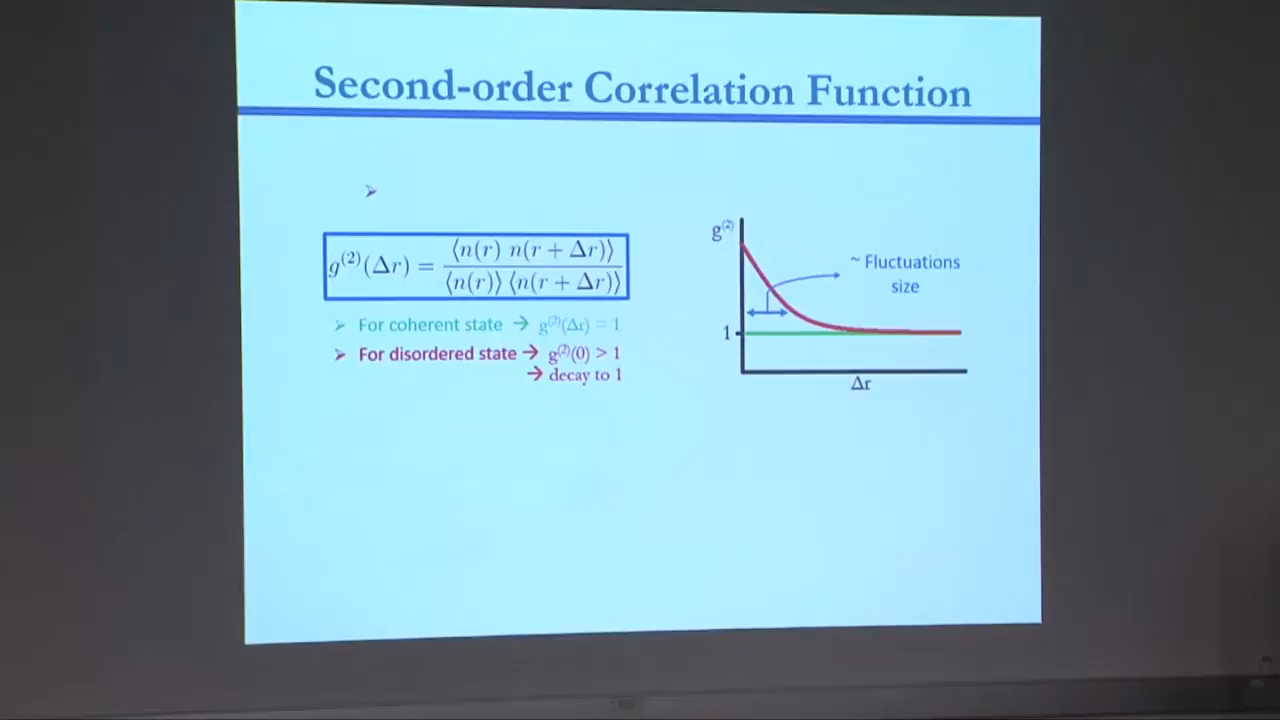 Second-order Correlation Function
➢
g⁽²⁾(Δr) = ⟨n(r) n(r + Δr)⟩ / ⟨n(r)⟩ ⟨n(r + Δr)⟩
➢ For coherent state → g⁽²⁾(Δr) = 1
➢ For disordered state → g⁽²⁾(0) > 1
→ decay to 1
g⁽²⁾
~ Fluctuations
size
1
Δr